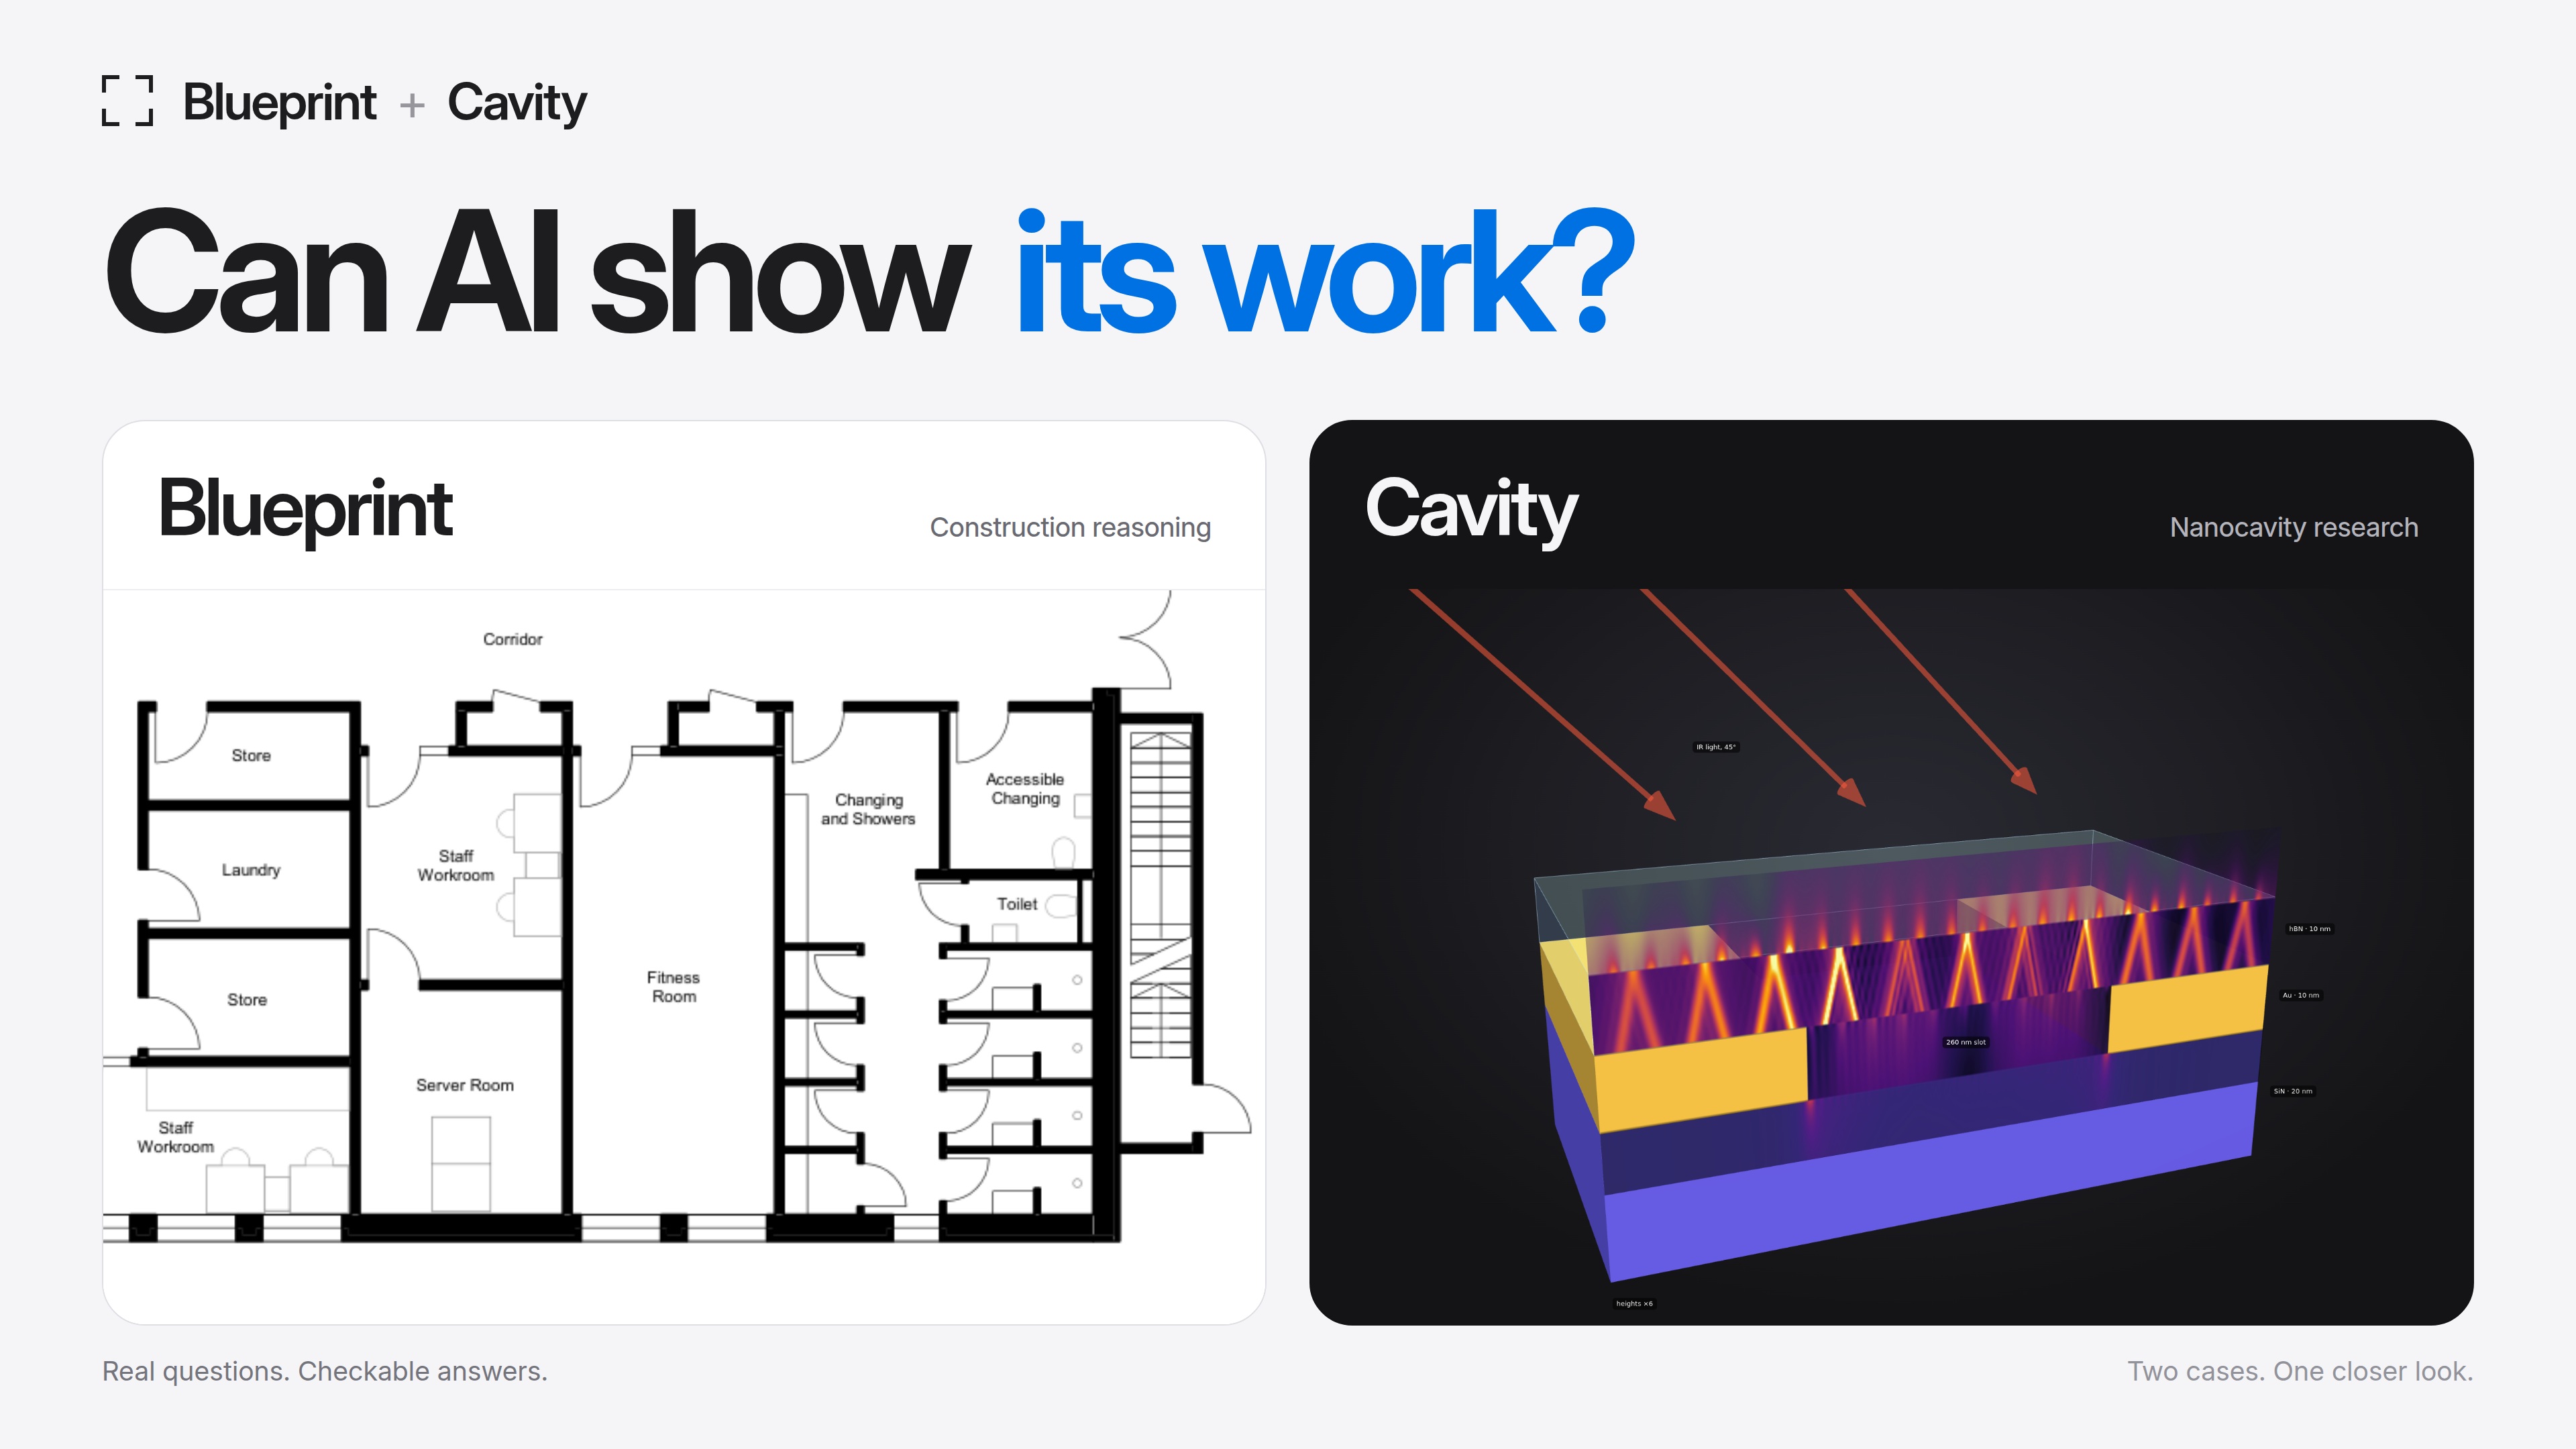 Blueprint + Cavity
Can AI show its work?
Blueprint
Construction reasoning
Corridor
Store
Laundry
Store
Staff
Workroom
Staff
Workroom
Server Room
Fitness
Room
Changing
and Showers
Accessible
Changing
Toilet
Cavity
Nanocavity research
IR light, 45°
hBN · 10 nm
Au · 10 nm
260 nm slot
SiN · 20 nm
heights ×6
Real questions. Checkable answers.
Two cases. One closer look.